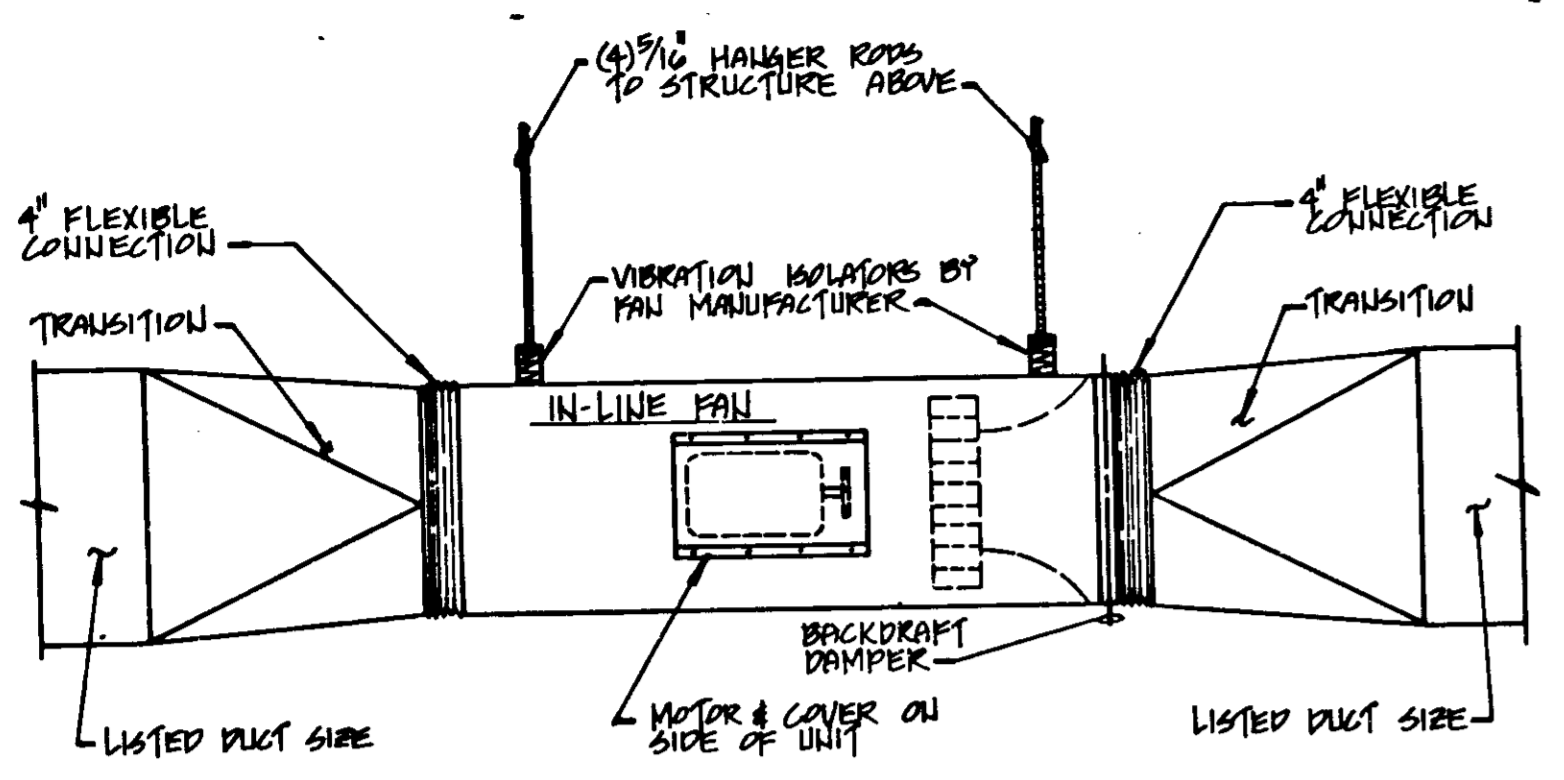 (4) 5/16" HANGER RODS
TO STRUCTURE ABOVE
4" FLEXIBLE
CONNECTION
4" FLEXIBLE
CONNECTION
VIBRATION ISOLATORS BY
FAN MANUFACTURER
TRANSITION
TRANSITION
IN-LINE FAN
BACKDRAFT
DAMPER
MOTOR & COVER ON
SIDE OF UNIT
LISTED DUCT SIZE
LISTED DUCT SIZE